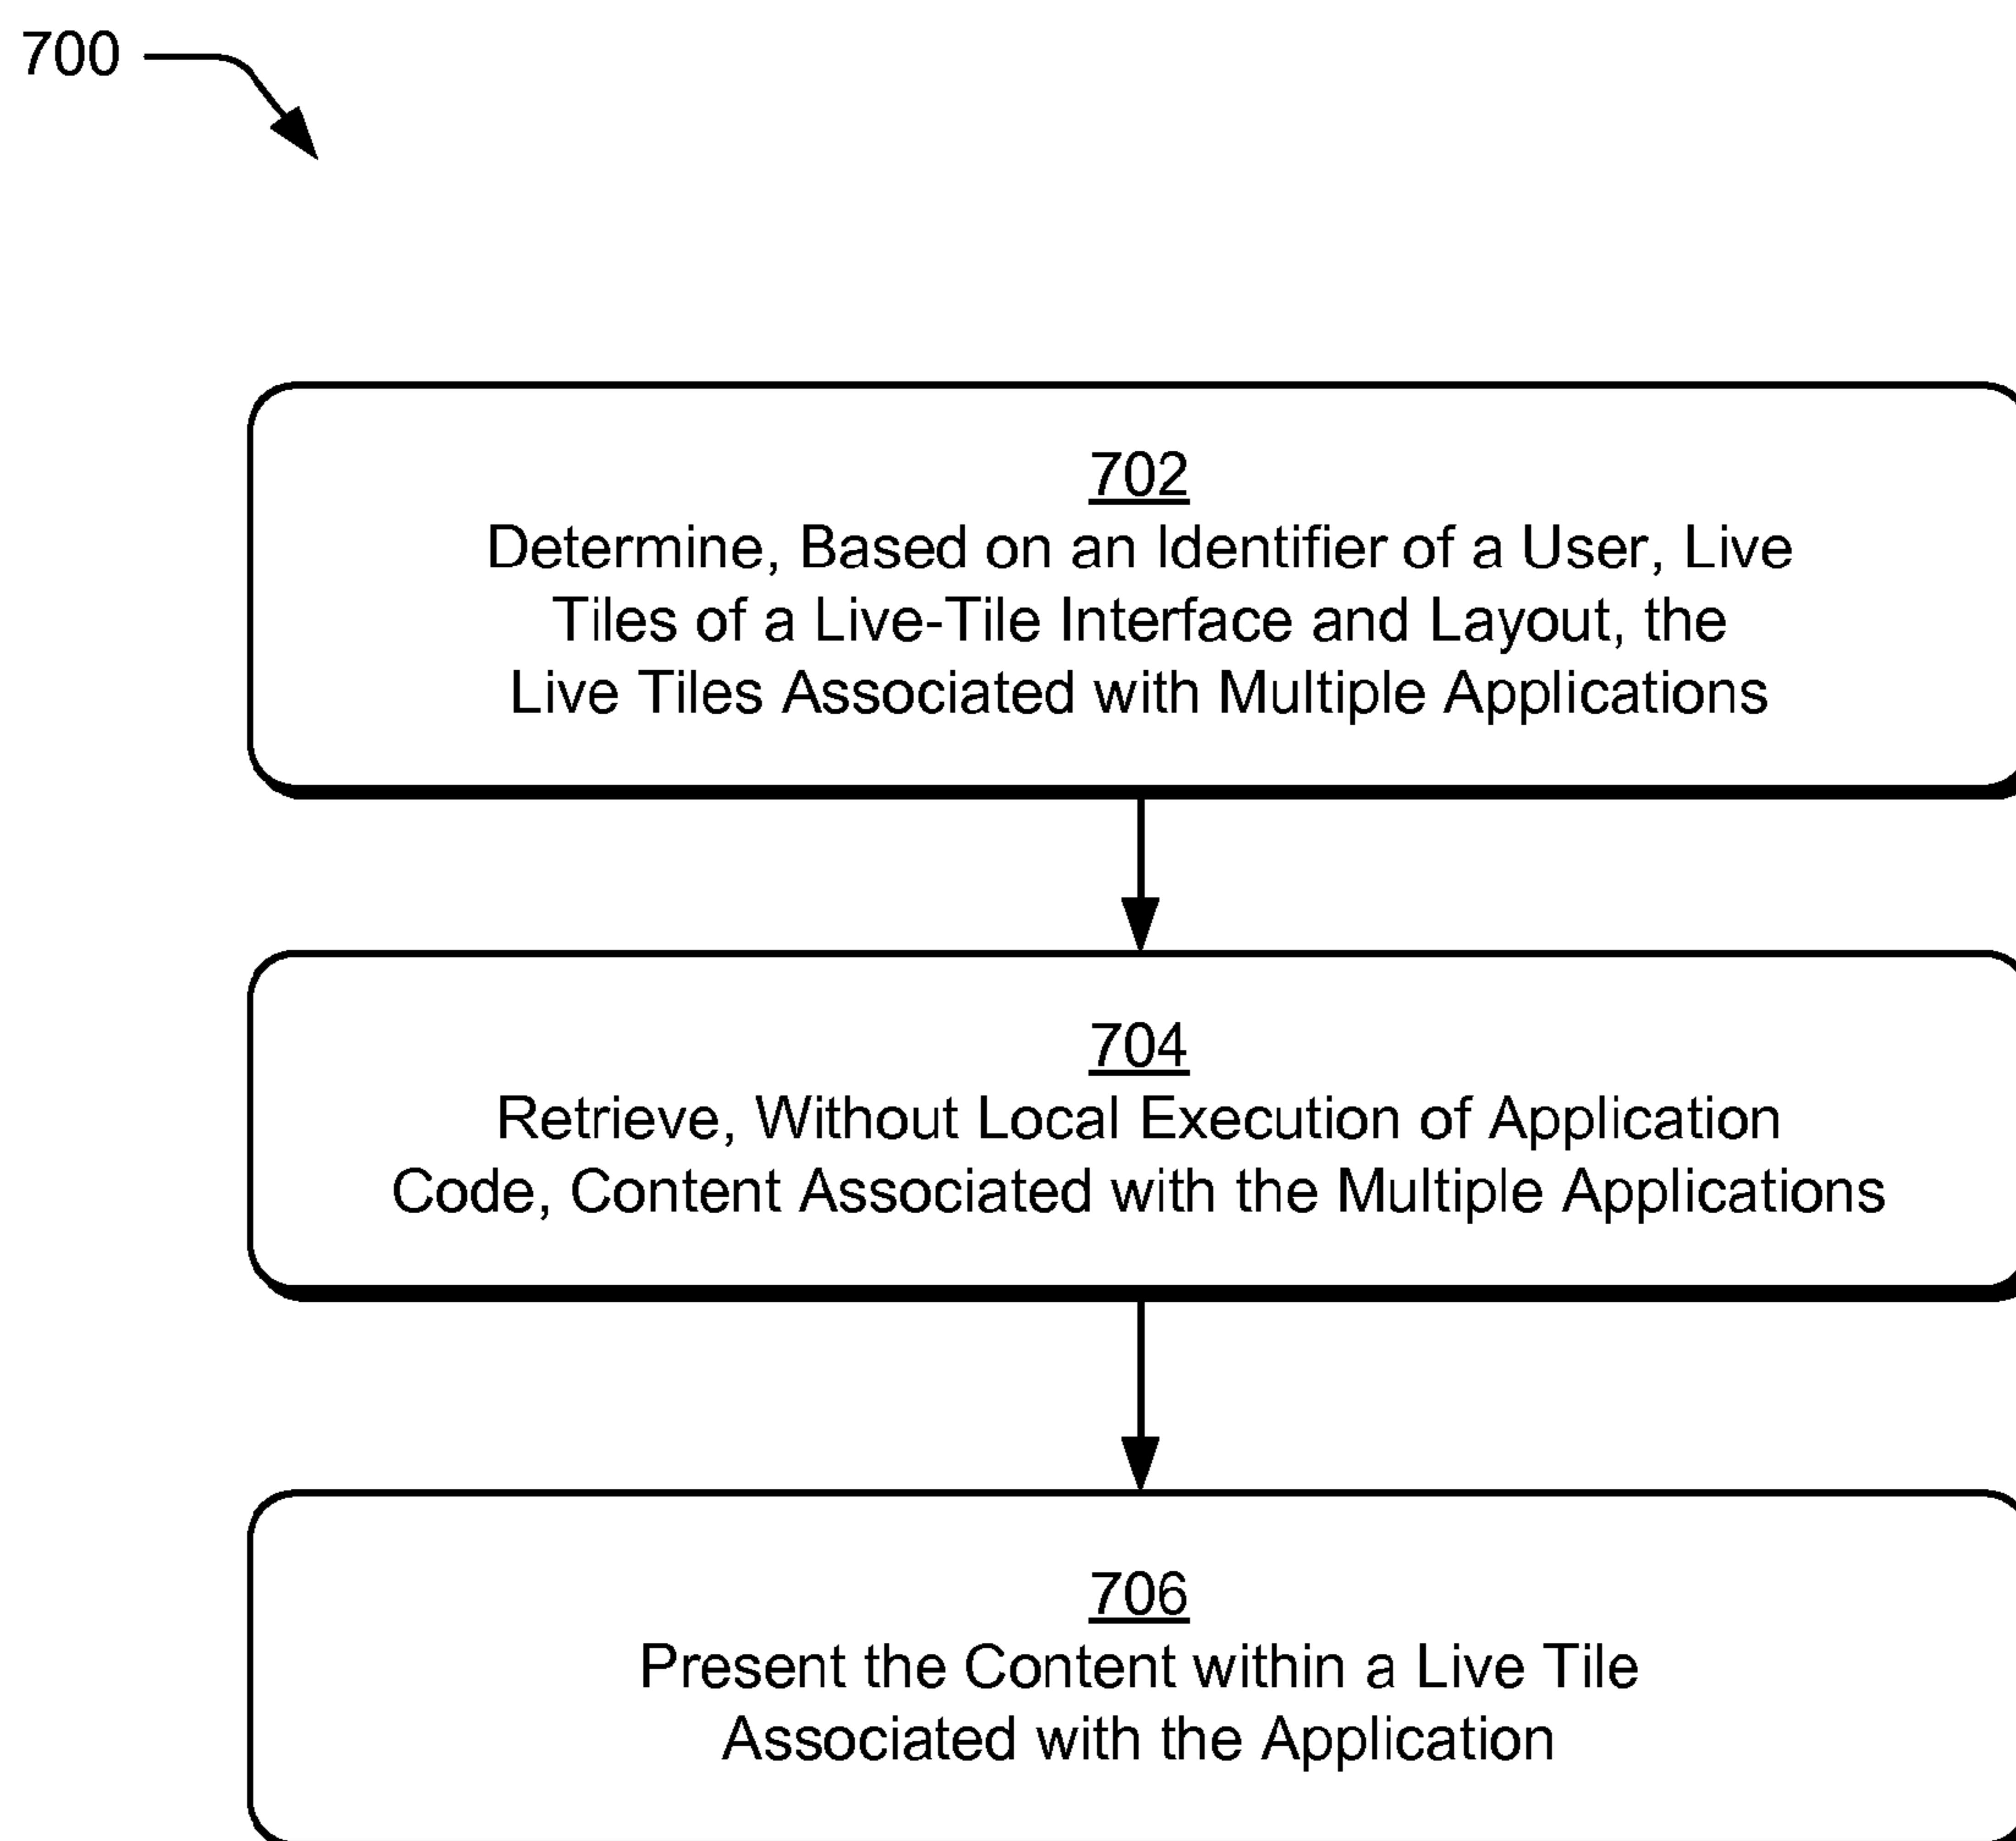 700
702
Determine, Based on an Identifier of a User, Live
Tiles of a Live-Tile Interface and Layout, the
Live Tiles Associated with Multiple Applications
704
Retrieve, Without Local Execution of Application
Code, Content Associated with the Multiple Applications
706
Present the Content within a Live Tile
Associated with the Application